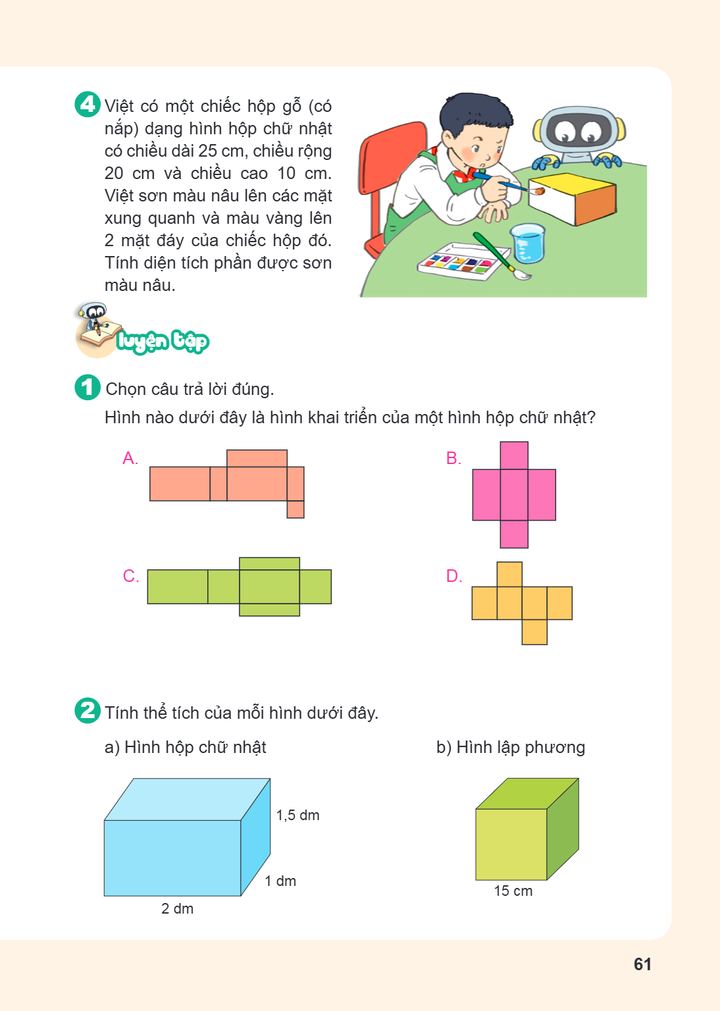 4 Việt có một chiếc hộp gỗ (có
nắp) dạng hình hộp chữ nhật
có chiều dài 25 cm, chiều rộng
20 cm và chiều cao 10 cm.
Việt sơn màu nâu lên các mặt
xung quanh và màu vàng lên
2 mặt đáy của chiếc hộp đó.
Tính diện tích phần được sơn
màu nâu.
luyện tập
1 Chọn câu trả lời đúng.
Hình nào dưới đây là hình khai triển của một hình hộp chữ nhật?
A.
B.
C.
D.
2 Tính thể tích của mỗi hình dưới đây.
a) Hình hộp chữ nhật
b) Hình lập phương
1,5 dm
1 dm
2 dm
15 cm
61